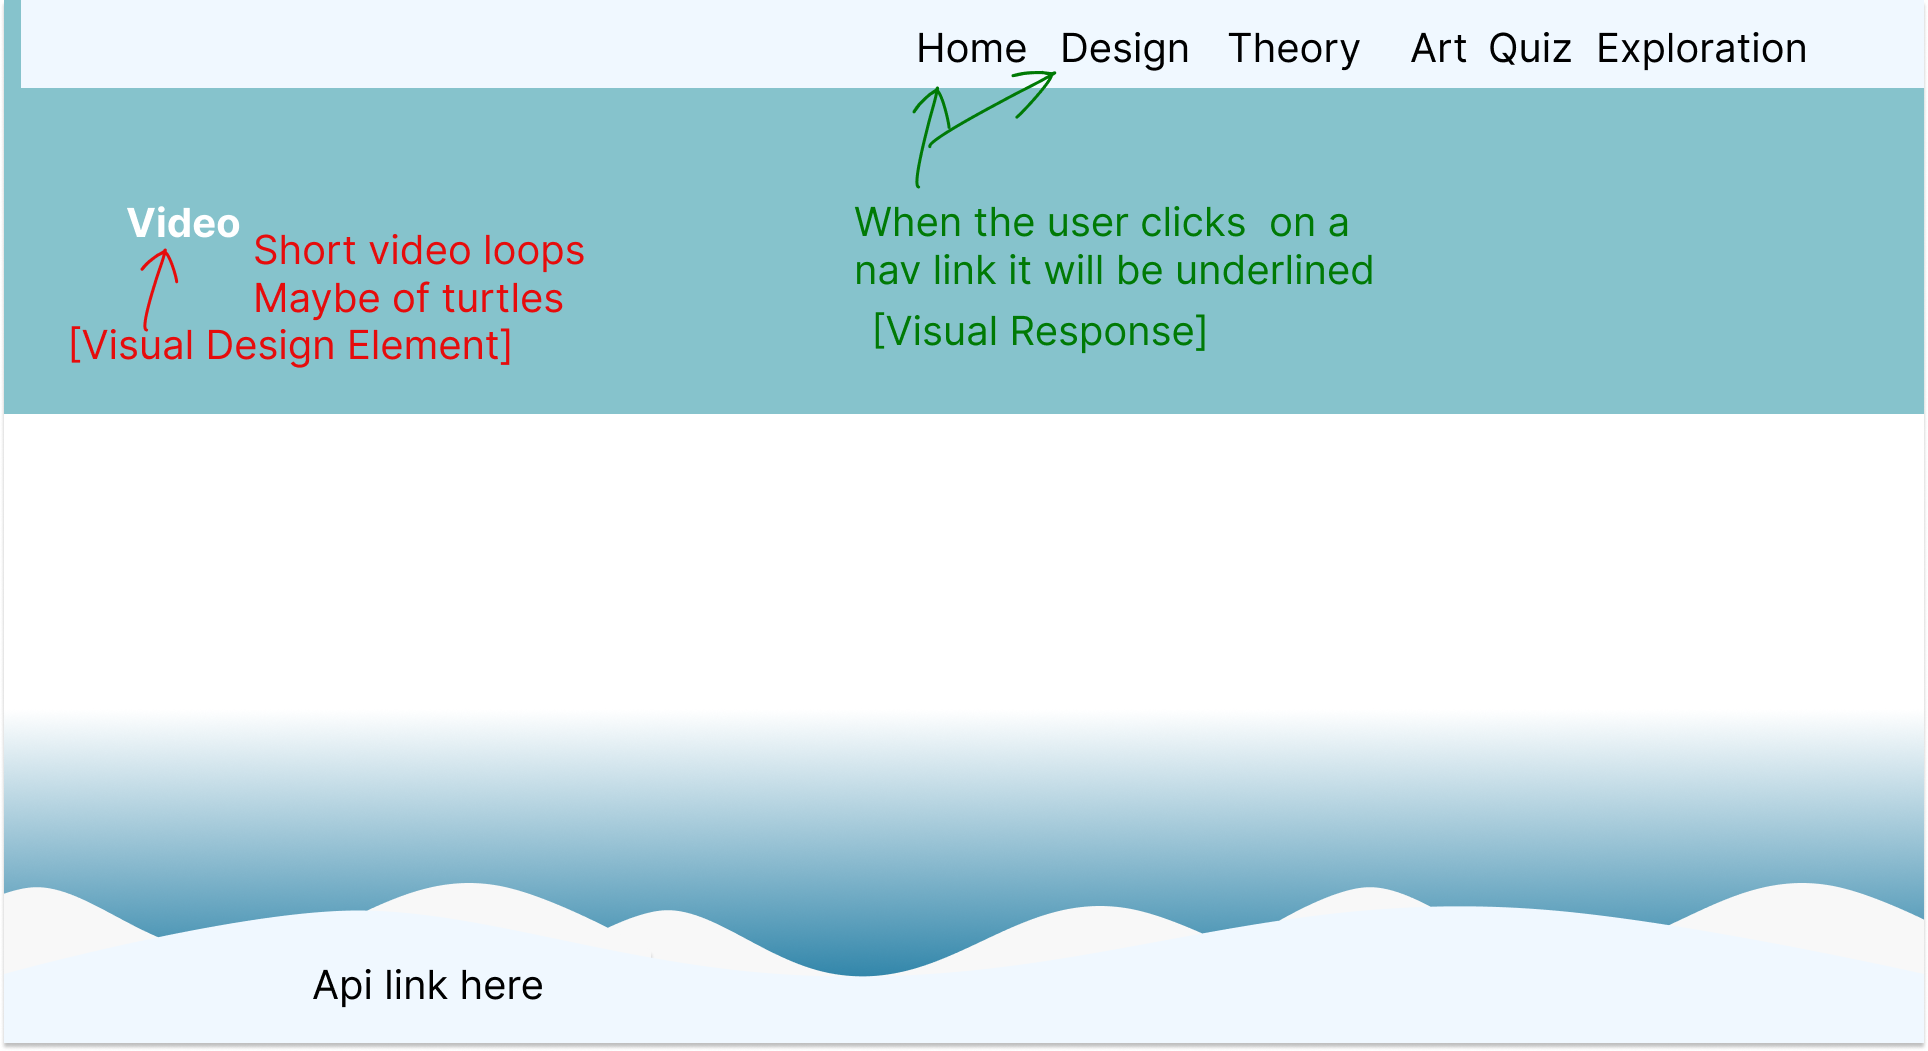 Home Design Theory Art Quiz Exploration
Video
Short video loops
Maybe of turtles
[Visual Design Element]
When the user clicks  on a
nav link it will be underlined
[Visual Response]
Api link here